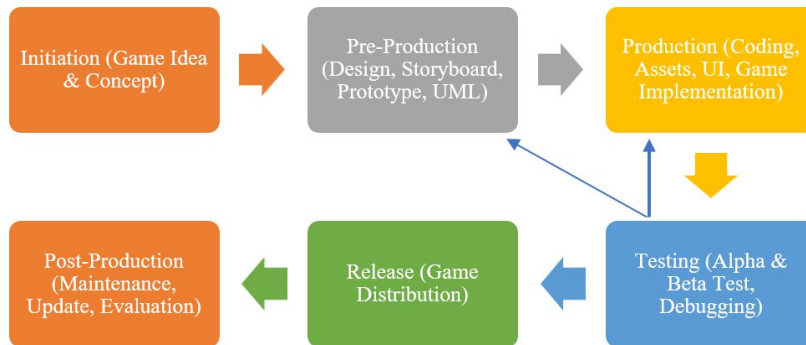 Initiation (Game Idea
& Concept)
Pre-Production
(Design, Storyboard,
Prototype, UML)
Production (Coding,
Assets, UI, Game
Implementation)
Post-Production
(Maintenance,
Update, Evaluation)
Release (Game
Distribution)
Testing (Alpha &
Beta Test,
Debugging)